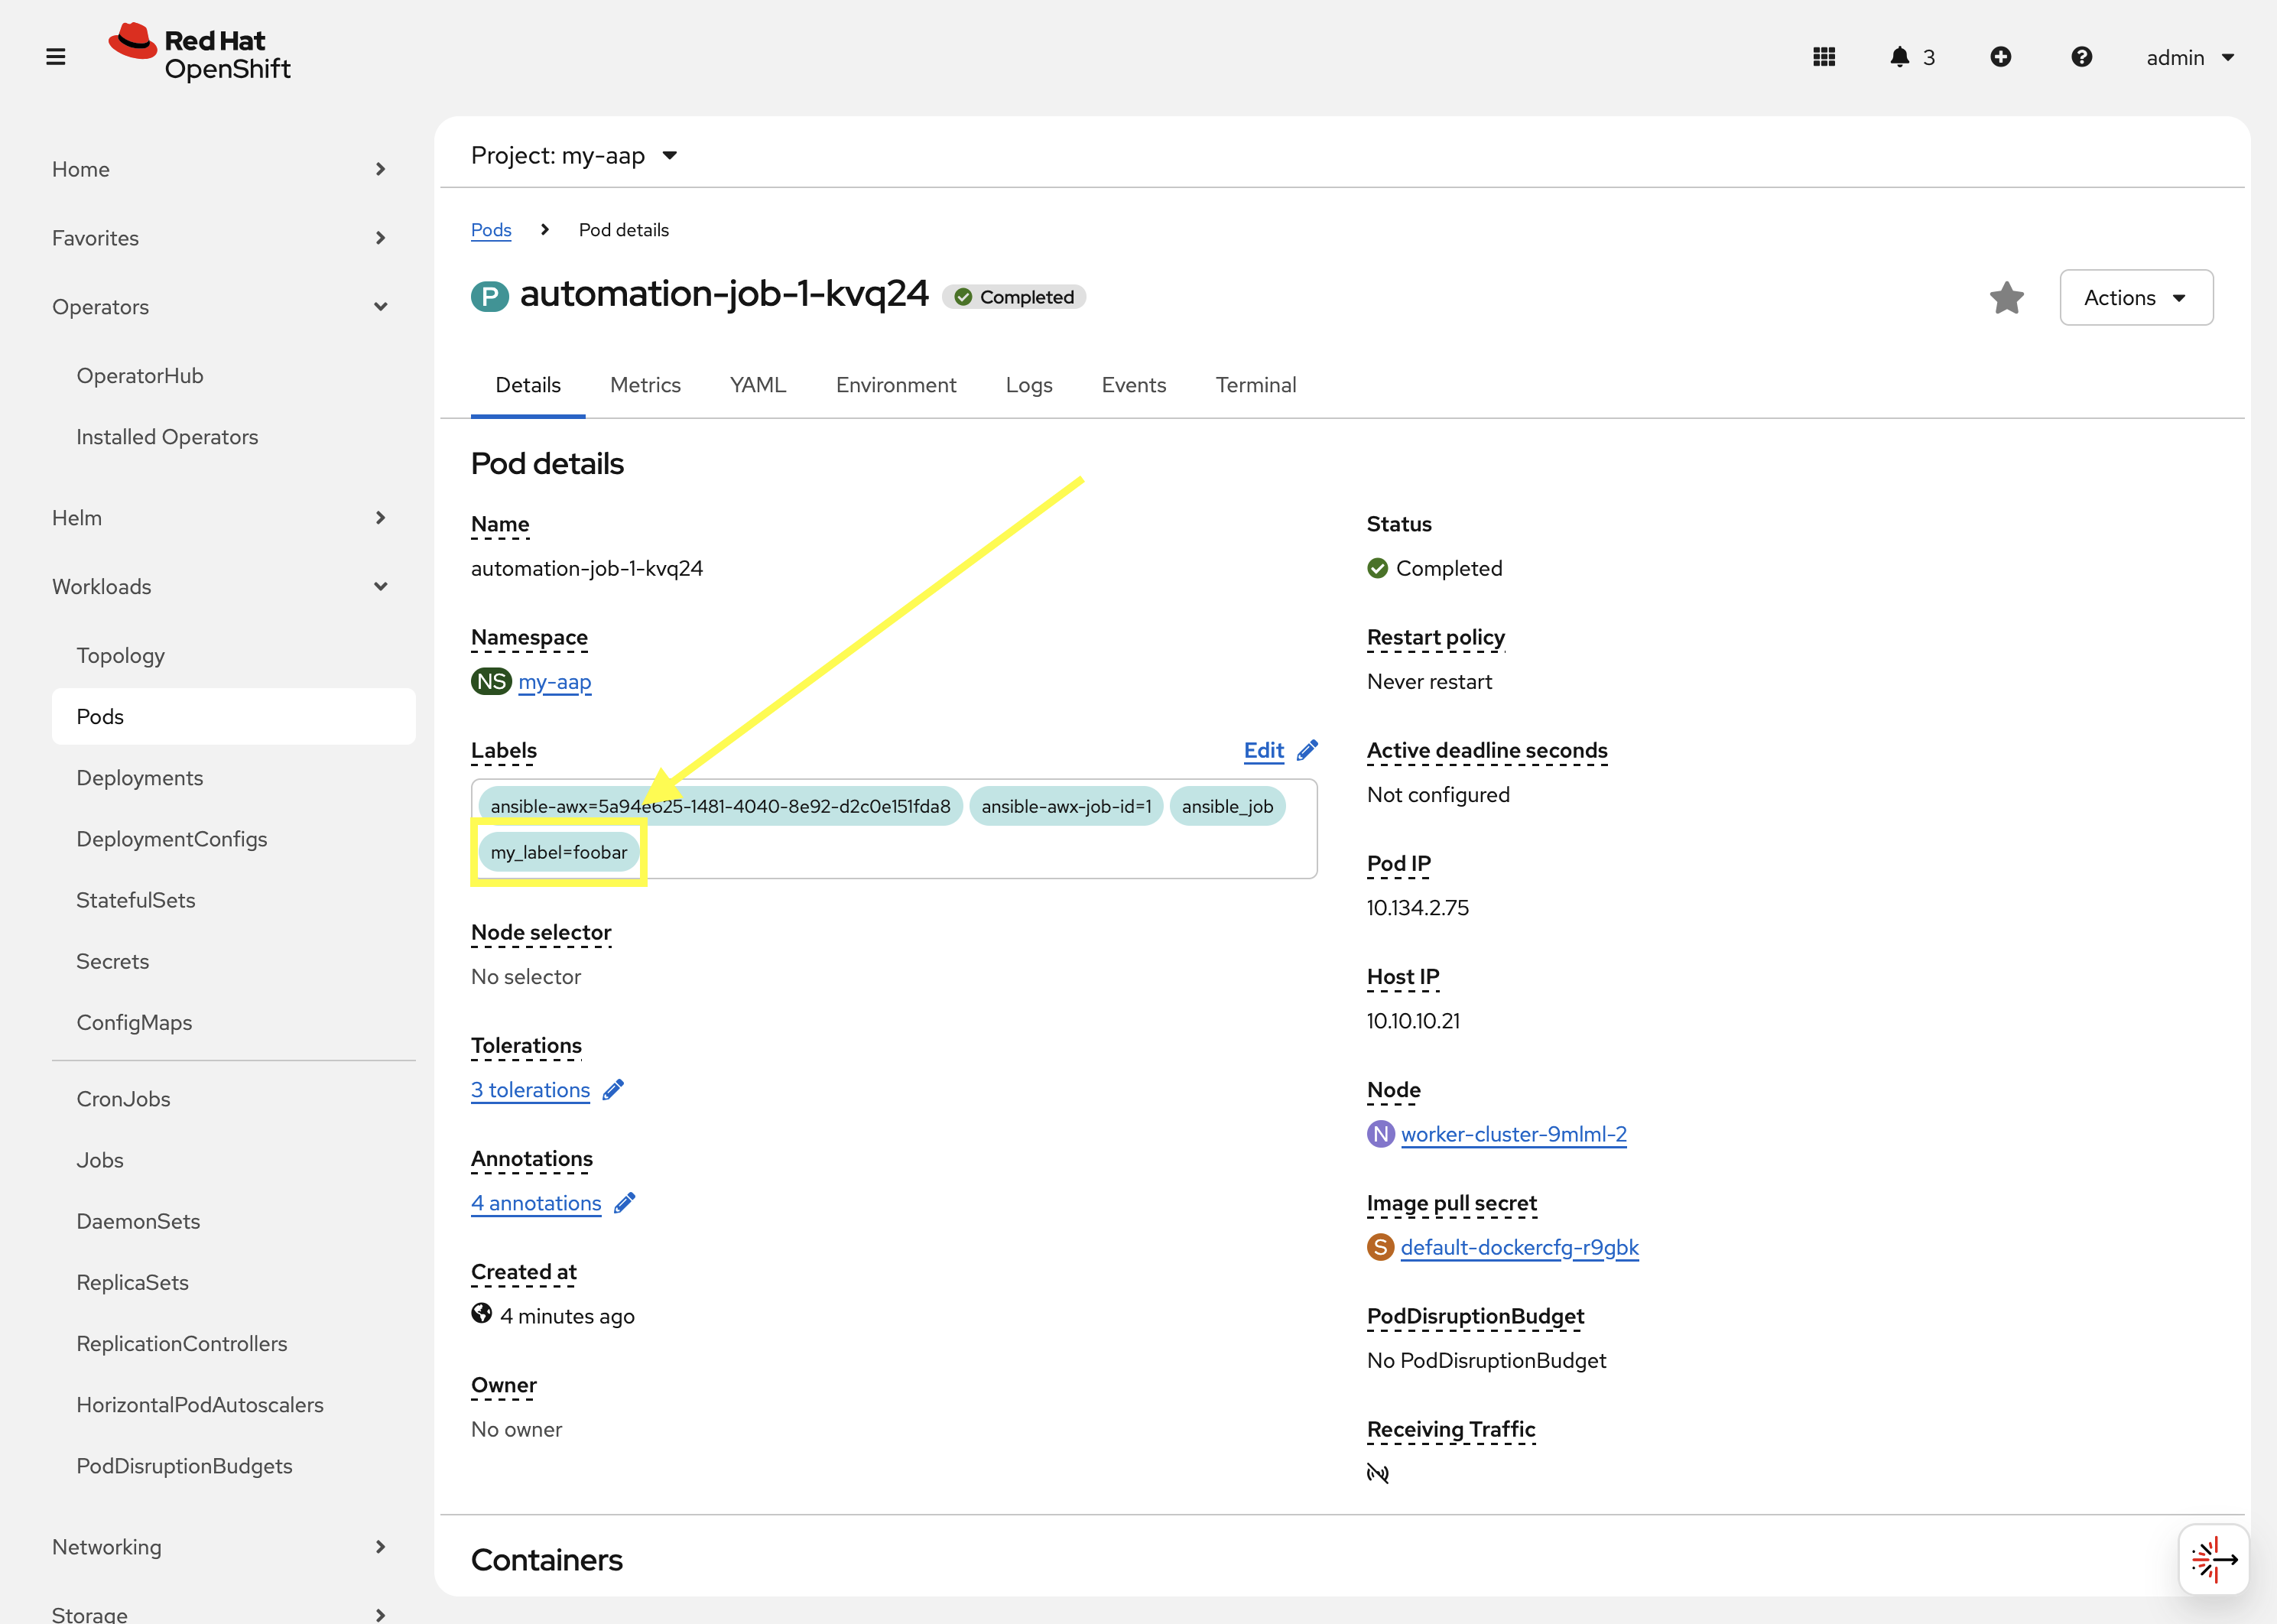 Red Hat
OpenShift
3
admin
Home
Favorites
Operators
OperatorHub
Installed Operators
Helm
Workloads
Topology
Pods
Deployments
DeploymentConfigs
StatefulSets
Secrets
ConfigMaps
CronJobs
Jobs
DaemonSets
ReplicaSets
ReplicationControllers
HorizontalPodAutoscalers
PodDisruptionBudgets
Networking
Storage
Project: my-aap
Pods Pod details
P automation-job-1-kvq24 Completed
Actions
Details Metrics YAML Environment Logs Events Terminal
Pod details
Name
automation-job-1-kvq24
Namespace
NS my-aap
Labels Edit
ansible-awx=5a94e625-1481-4040-8e92-d2c0e151fda8 ansible-awx-job-id=1 ansible_job
my_label=foobar
Node selector
No selector
Tolerations
3 tolerations
Annotations
4 annotations
Created at
4 minutes ago
Owner
No owner
Status
Completed
Restart policy
Never restart
Active deadline seconds
Not configured
Pod IP
10.134.2.75
Host IP
10.10.10.21
Node
N worker-cluster-9mlml-2
Image pull secret
S default-dockercfg-r9gbk
PodDisruptionBudget
No PodDisruptionBudget
Receiving Traffic
Containers